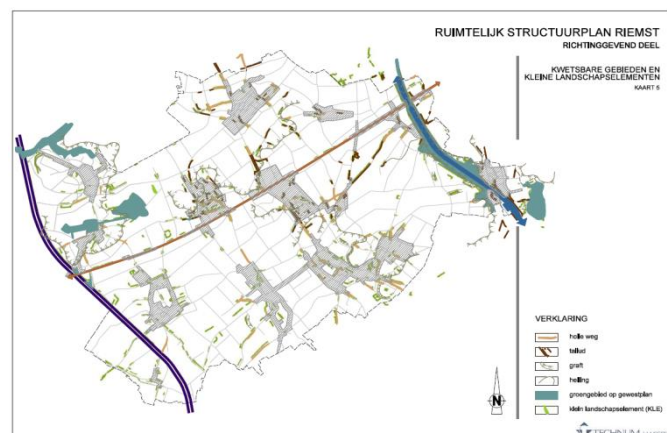 RUIMTELIJK STRUCTUURPLAN RIEMST
RICHTINGGEVEND DEEL
KWETSBARE GEBIEDEN EN
KLEINE LANDSCHAPSELEMENTEN
KAART 5
VERKLARING
holle weg
tallud
graft
helling
groengebied op gewestplan
klein landschapselement (KLE)
N
TECHNUM